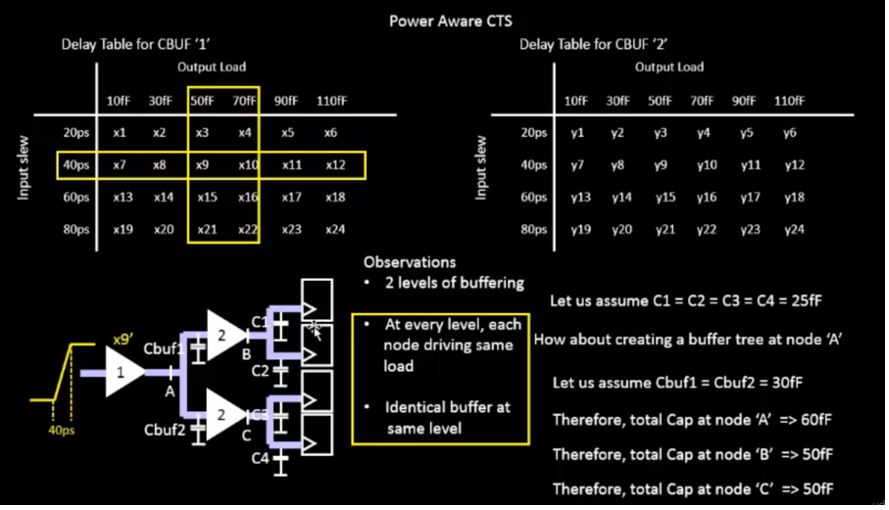 Power Aware CTS
Delay Table for CBUF '1'
Output Load
10fF 30fF 50fF 70fF 90fF 110fF
Input slew
20ps x1 x2 x3 x4 x5 x6
40ps x7 x8 x9 x10 x11 x12
60ps x13 x14 x15 x16 x17 x18
80ps x19 x20 x21 x22 x23 x24
Delay Table for CBUF '2'
Output Load
10fF 30fF 50fF 70fF 90fF 110fF
Input slew
20ps y1 y2 y3 y4 y5 y6
40ps y7 y8 y9 y10 y11 y12
60ps y13 y14 y15 y16 y17 y18
80ps y19 y20 y21 y22 y23 y24
40ps
x9'
1
A
Cbuf1
2
B
C1
C2
Cbuf2
2
C
C3
C4
Observations
• 2 levels of buffering
• At every level, each
node driving same
load
• Identical buffer at
same level
Let us assume C1 = C2 = C3 = C4 = 25fF
How about creating a buffer tree at node 'A'
Let us assume Cbuf1 = Cbuf2 = 30fF
Therefore, total Cap at node 'A' => 60fF
Therefore, total Cap at node 'B' => 50fF
Therefore, total Cap at node 'C' => 50fF